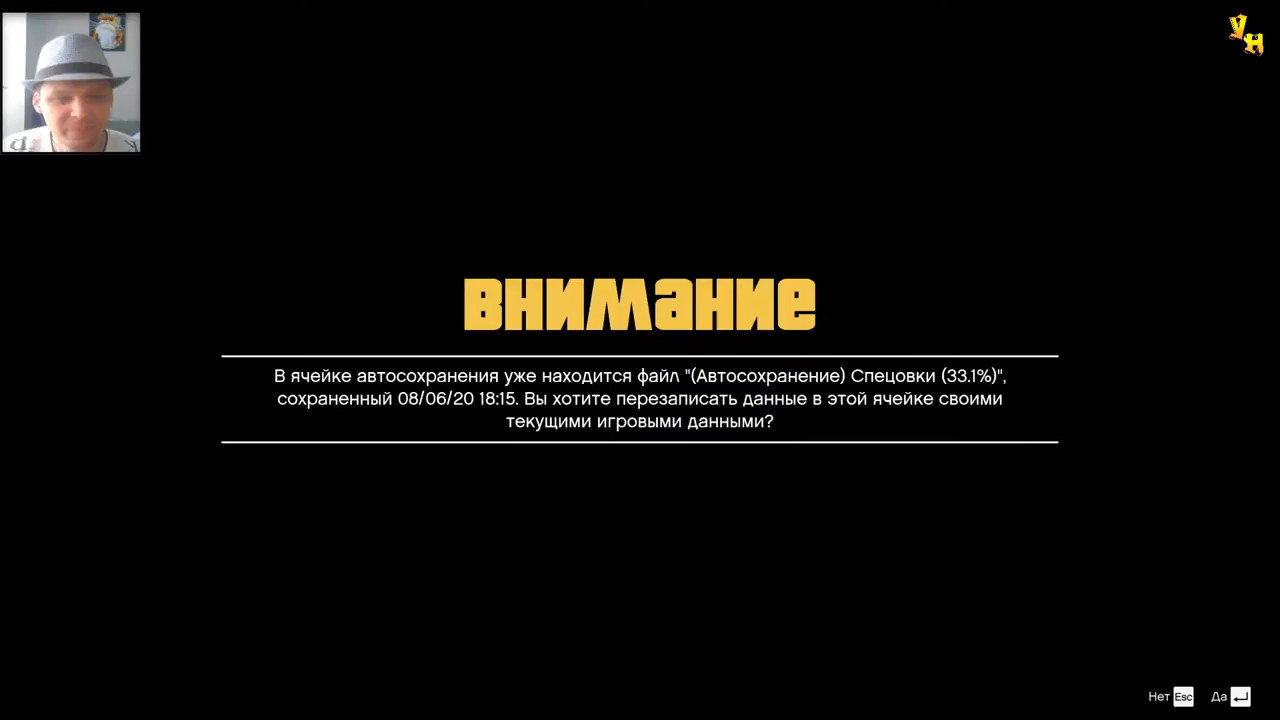 УН
внимание
В ячейке автосохранения уже находится файл "(Автосохранение) Спецовки (33.1%)",
сохраненный 08/06/20 18:15. Вы хотите перезаписать данные в этой ячейке своими
текущими игровыми данными?
Нет Esc Да